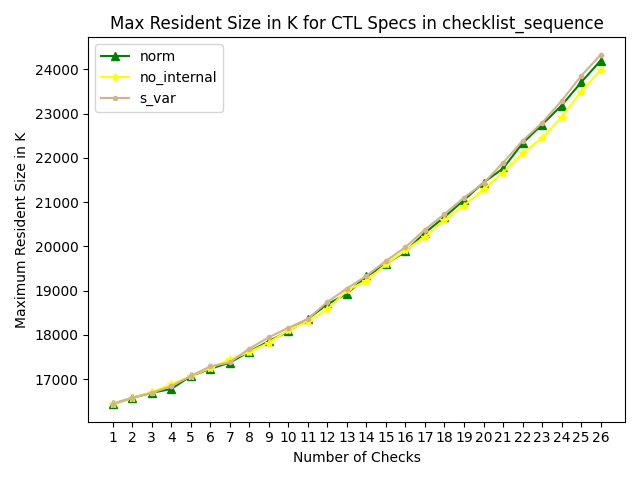 Max Resident Size in K for CTL Specs in checklist_sequence
norm
no_internal
s_var
Maximum Resident Size in K
24000
23000
22000
21000
20000
19000
18000
17000
1 2 3 4 5 6 7 8 9 10 11 12 13 14 15 16 17 18 19 20 21 22 23 24 25 26
Number of Checks